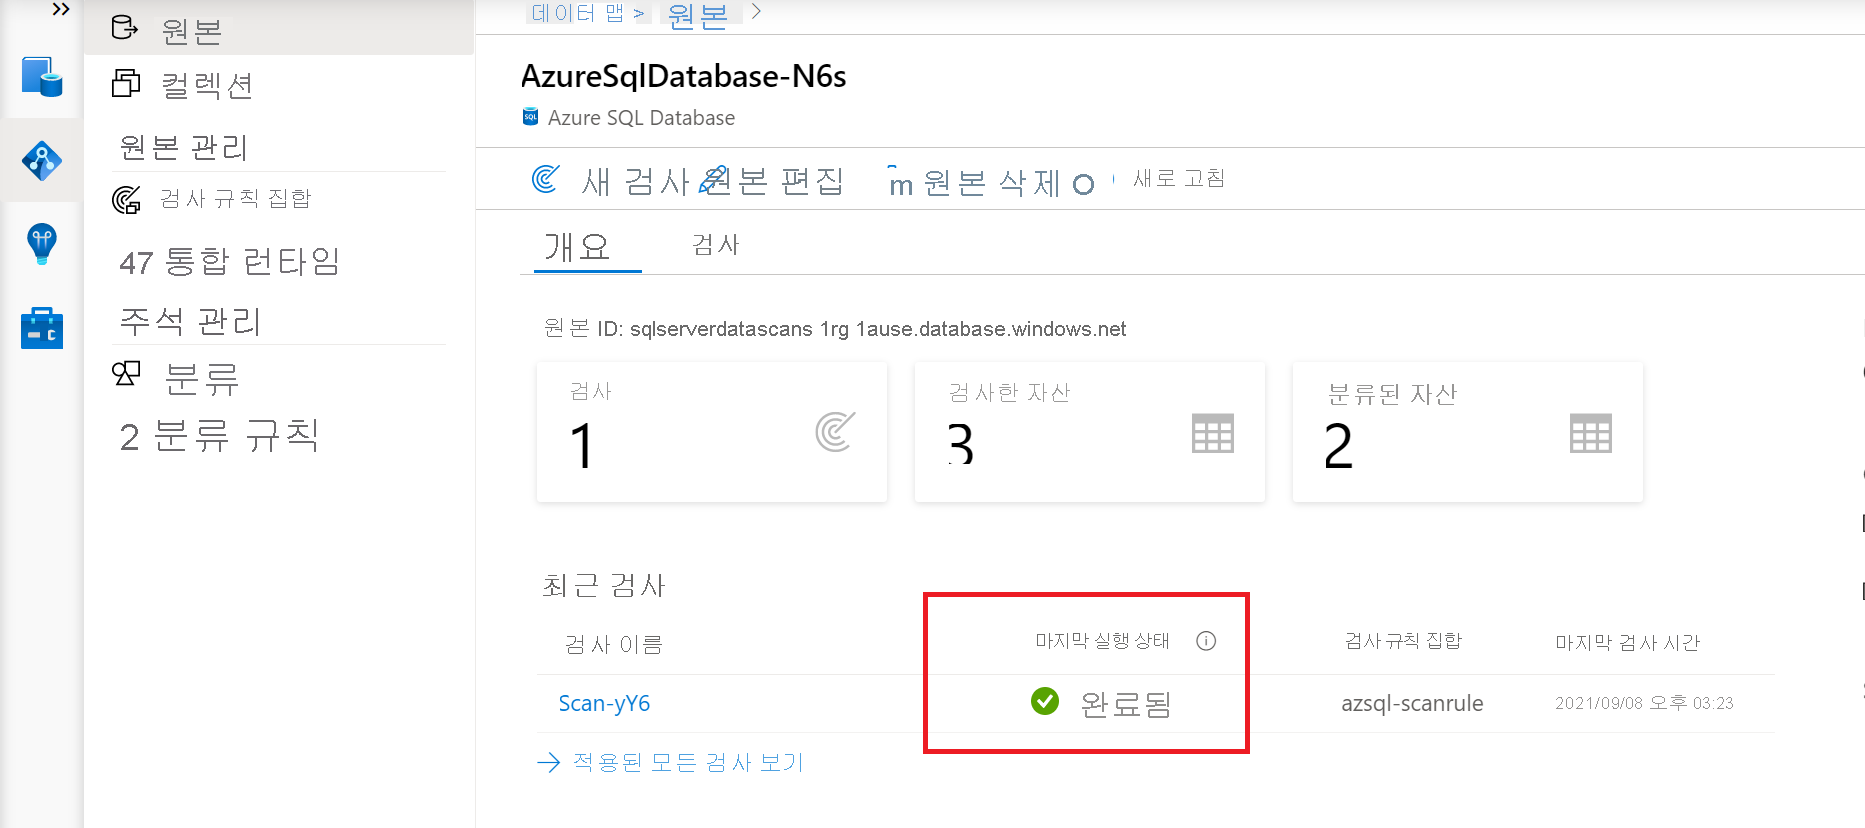 데이터 맵 > 원본 >
원본
컬렉션
원본 관리
검사 규칙 집합
47 통합 런타임
주석 관리
분류
2 분류 규칙
AzureSqlDatabase-N6s
SQL Azure SQL Database
새 검사 원본 편집 m 원본 삭제 새로 고침
개요 검사
원본 ID: sqlserverdatascans 1rg 1ause.database.windows.net
검사 검사한 자산 분류된 자산
1 3 2
최근 검사
검사 이름 마지막 실행 상태 검사 규칙 집합 마지막 검사 시간
Scan-yY6 완료됨 azsql-scanrule 2021/09/08 오후 03:23
→ 적용된 모든 검사 보기